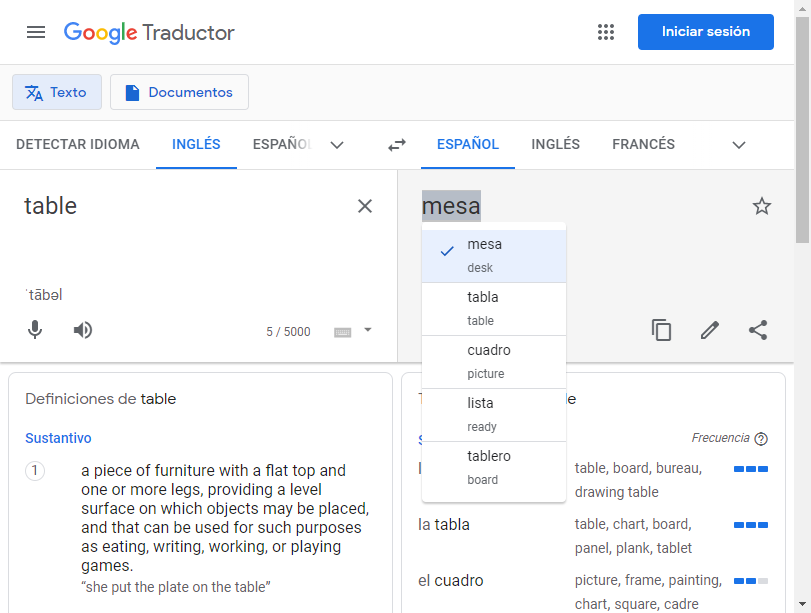 Google Traductor
Iniciar sesión
Texto
Documentos
DETECTAR IDIOMA
INGLÉS
ESPAÑOL
ESPAÑOL
INGLÉS
FRANCÉS
table
mesa
ˈtābəl
5 / 5000
mesa
desk
tabla
table
cuadro
picture
lista
ready
tablero
board
Definiciones de table
Sustantivo
1
a piece of furniture with a flat top and
one or more legs, providing a level
surface on which objects may be placed,
and that can be used for such purposes
as eating, writing, working, or playing
games.
“she put the plate on the table”
Frecuencia
table, board, bureau,
drawing table
la tabla
table, chart, board,
panel, plank, tablet
el cuadro
picture, frame, painting,
chart, square, cadre